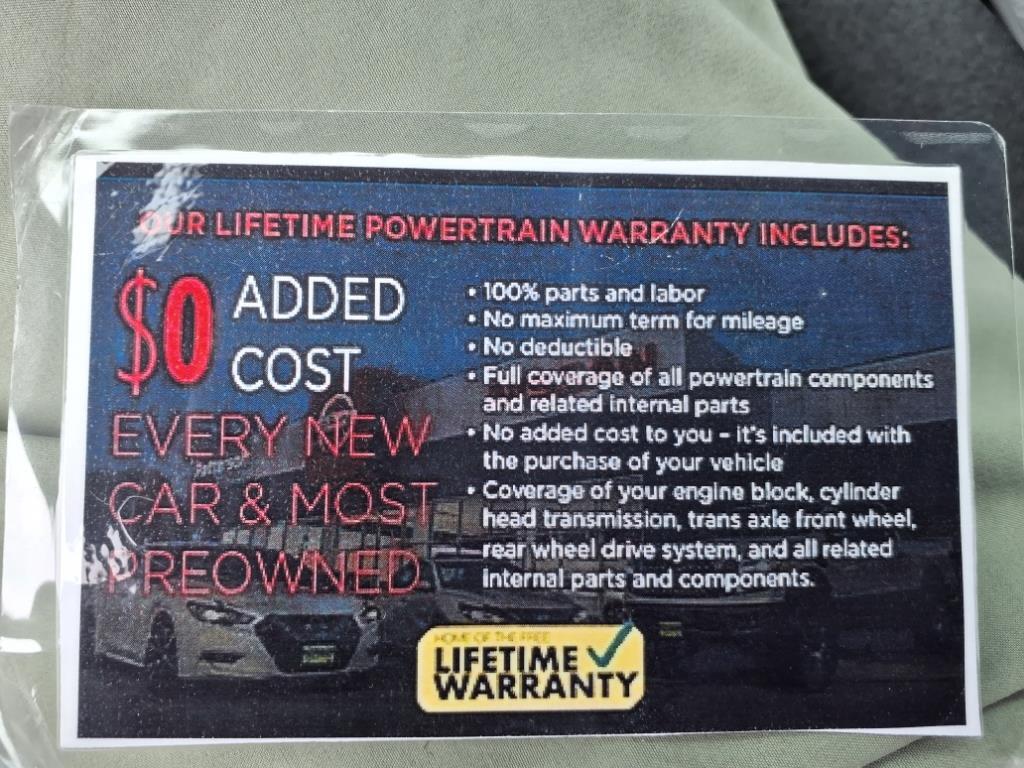 OUR LIFETIME POWERTRAIN WARRANTY INCLUDES:
$0 ADDED
COST
EVERY NEW
CAR & MOST
PREOWNED
• 100% parts and labor
• No maximum term for mileage
• No deductible
• Full coverage of all powertrain components
and related internal parts
• No added cost to you – it's included with
the purchase of your vehicle
• Coverage of your engine block, cylinder
head transmission, trans axle front wheel,
rear wheel drive system, and all related
internal parts and components.
HOME OF THE FREE
LIFETIME
WARRANTY